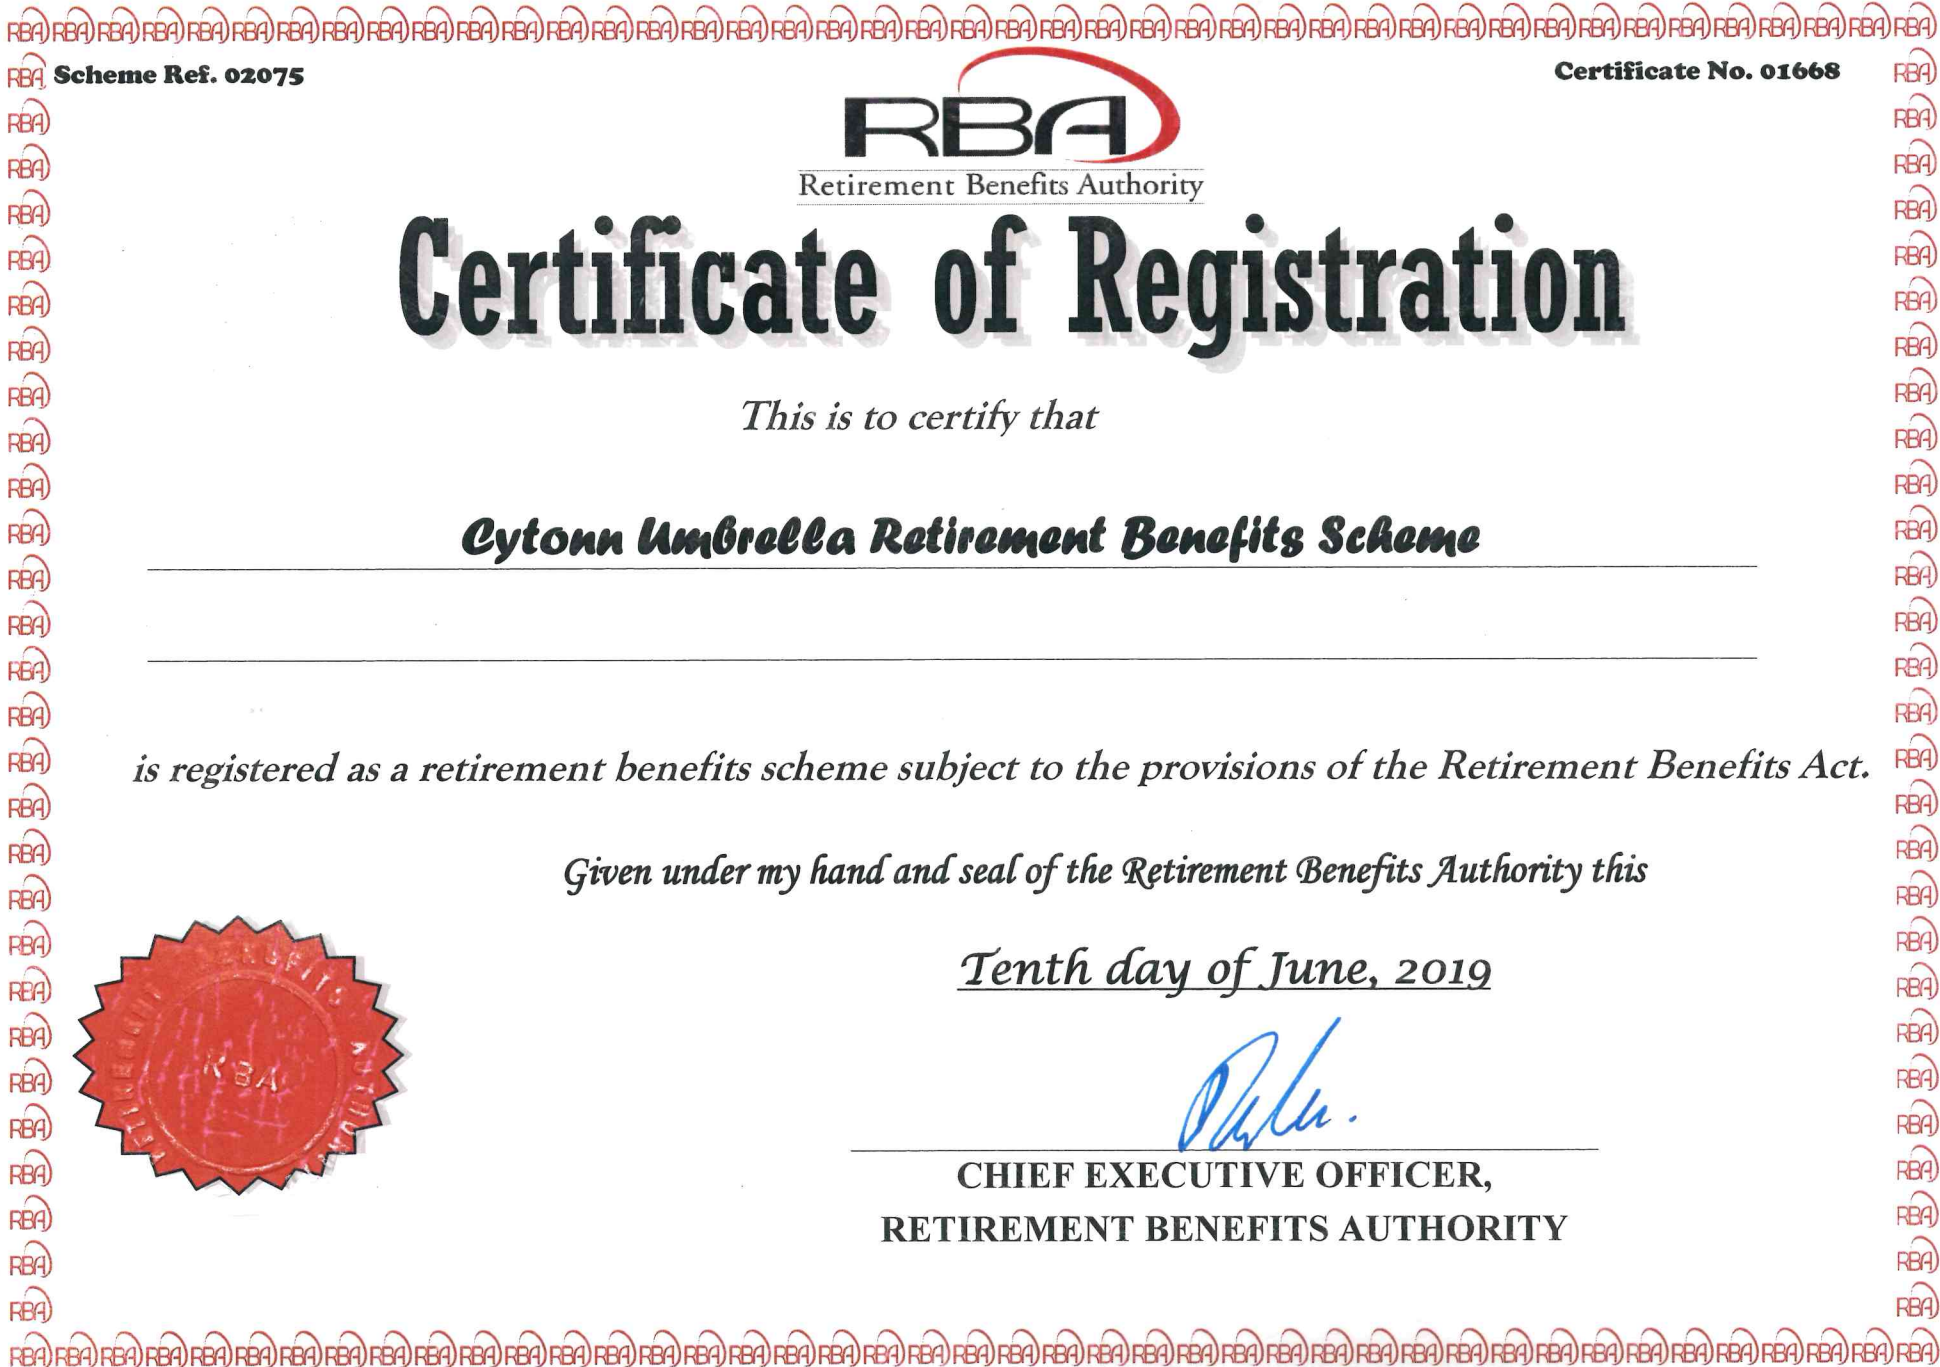 Scheme Ref. 02075
Certificate No. 01668
RBA
Retirement Benefits Authority
Certificate of Registration
This is to certify that
Cytonn Umbrella Retirement Benefits Scheme
is registered as a retirement benefits scheme subject to the provisions of the Retirement Benefits Act.
Given under my hand and seal of the Retirement Benefits Authority this
Tenth day of June, 2019
RBA
CHIEF EXECUTIVE OFFICER,
RETIREMENT BENEFITS AUTHORITY